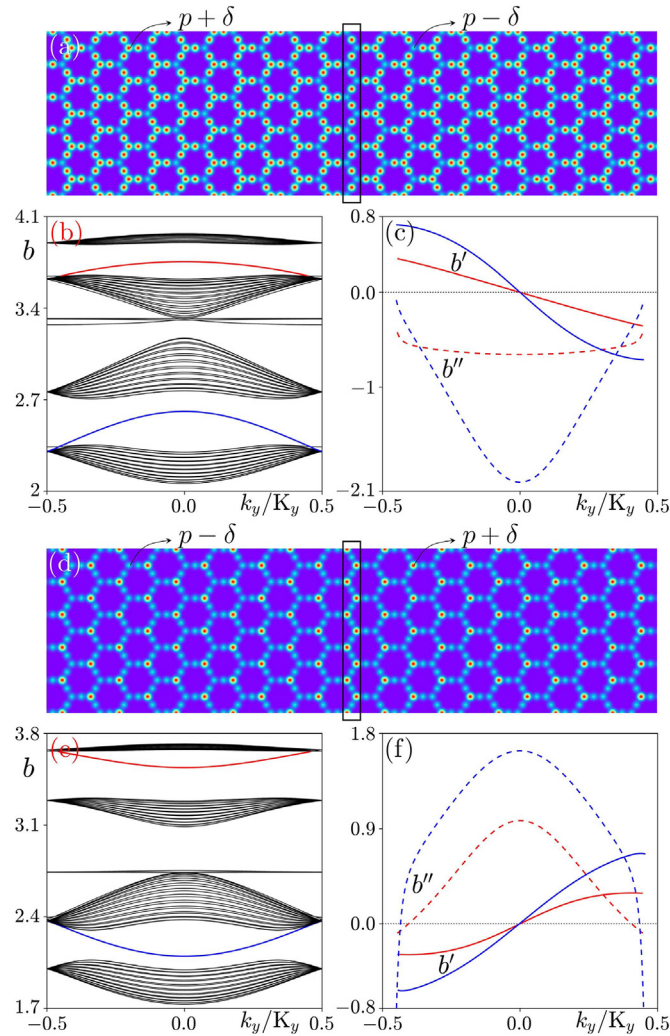 p + δ p − δ
(a)
(b) (c)
4.1 0.8
b
b′
3.4 0.0
b″
2.7 −1
2 −2.1
−0.5 0.0 k_y/K_y 0.5 −0.5 0.0 k_y/K_y 0.5
p − δ p + δ
(d)
(e) (f)
3.8 1.8
b
3.1 0.9
b″
2.4 0.0
b′
1.7 −0.8
−0.5 0.0 k_y/K_y 0.5 −0.5 0.0 k_y/K_y 0.5